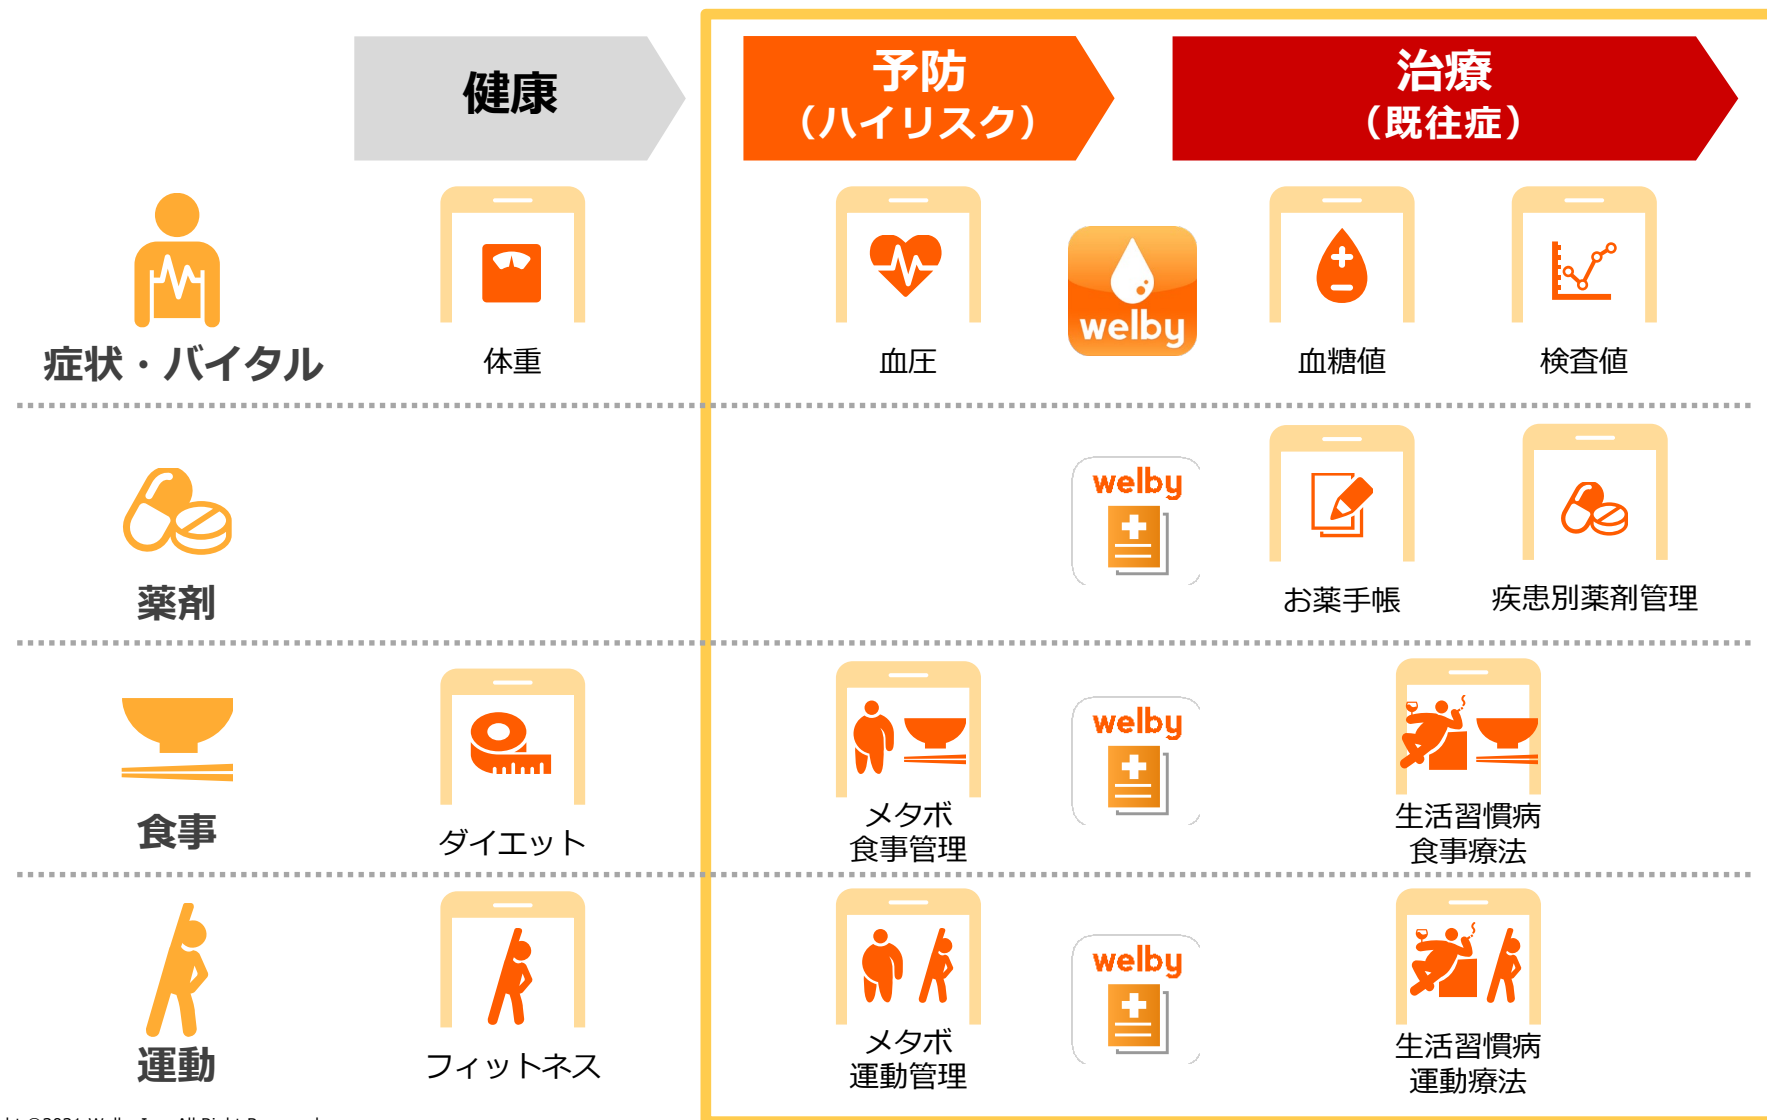 健康
予防
（ハイリスク）
治療
（既往症）
症状・バイタル
体重
血圧
welby
血糖値
検査値
薬剤
welby
お薬手帳
疾患別薬剤管理
食事
ダイエット
メタボ
食事管理
welby
生活習慣病
食事療法
運動
フィットネス
メタボ
運動管理
welby
生活習慣病
運動療法